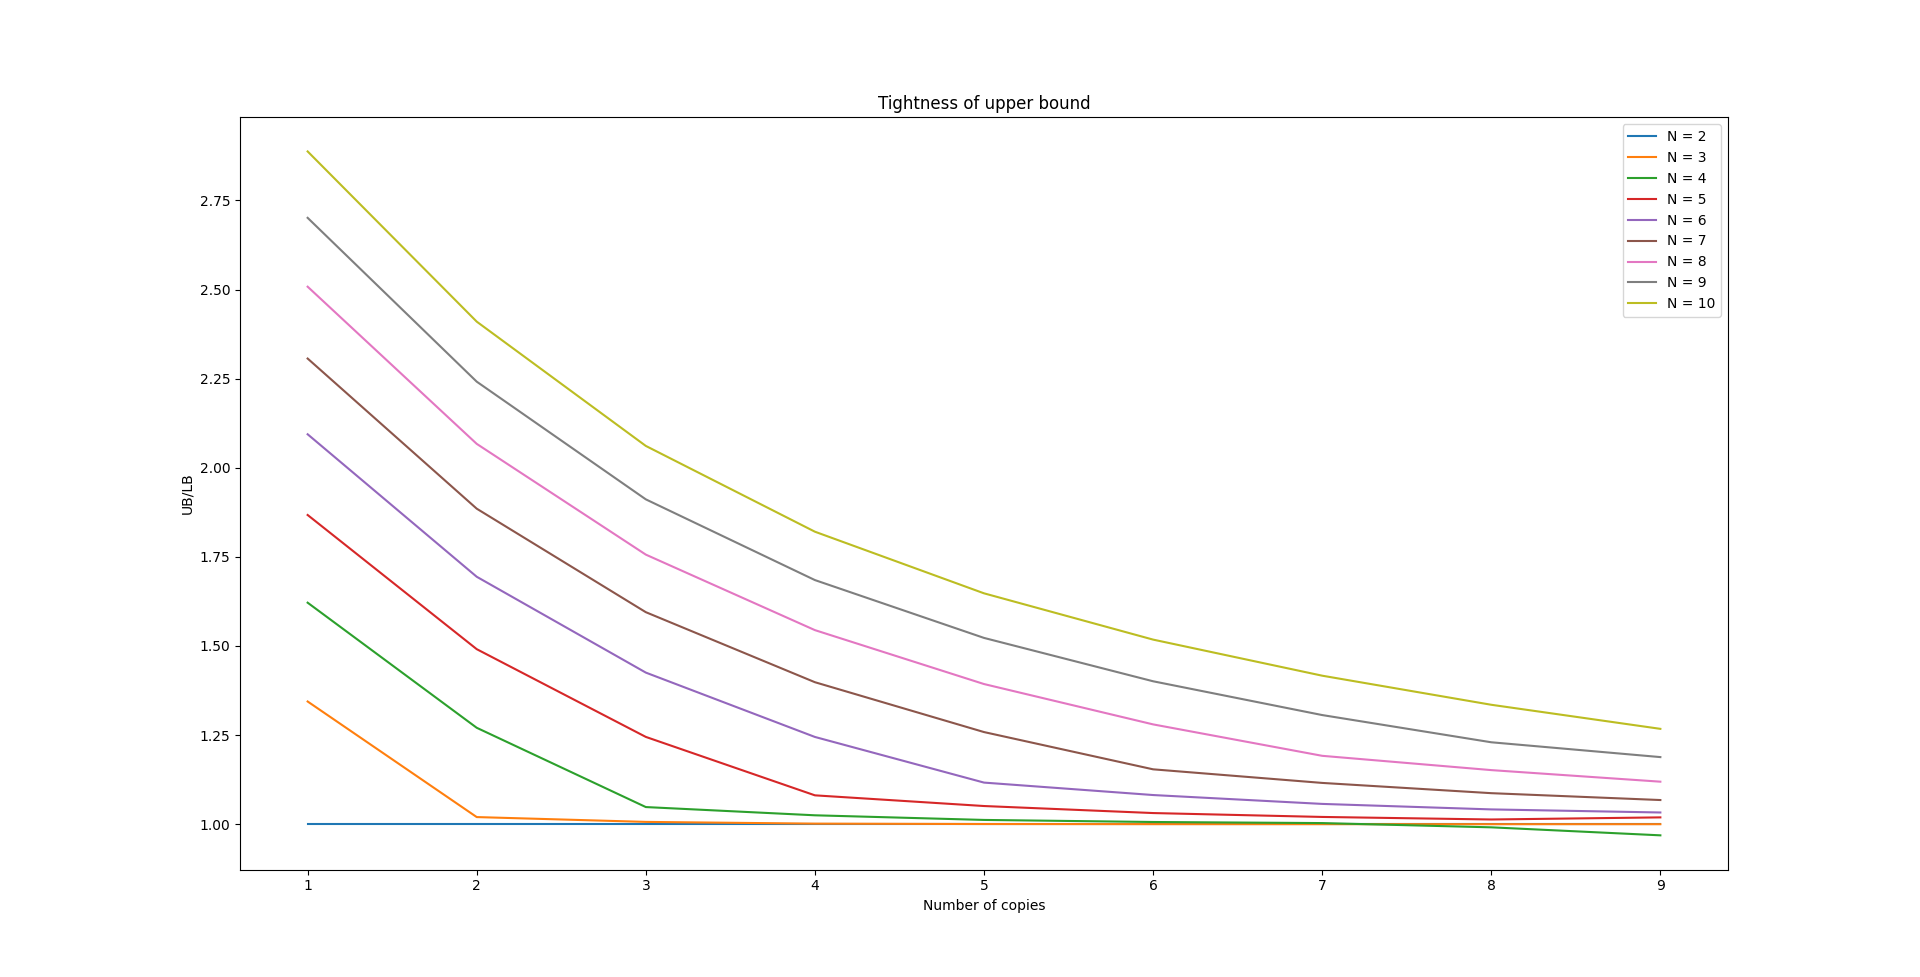 Tightness of upper bound
UB/LB
2.75
2.50
2.25
2.00
1.75
1.50
1.25
1.00
N = 2
N = 3
N = 4
N = 5
N = 6
N = 7
N = 8
N = 9
N = 10
1 2 3 4 5 6 7 8 9
Number of copies